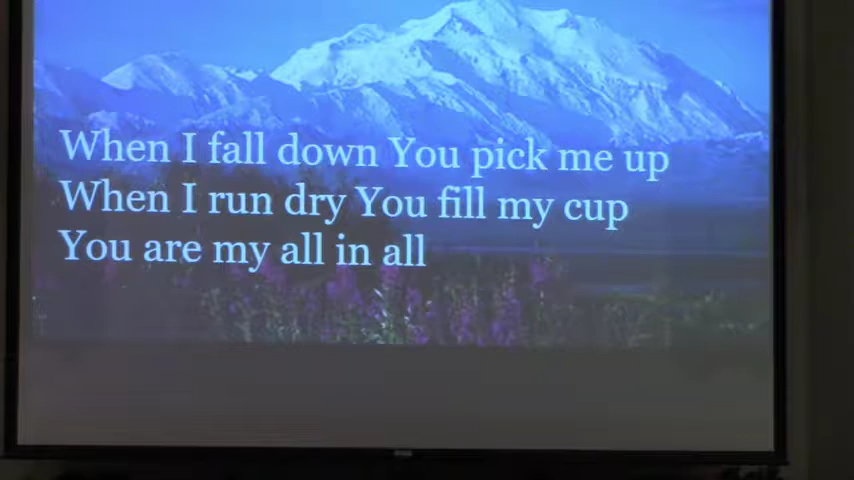 When I fall down You pick me up
When I run dry You fill my cup
You are my all in all